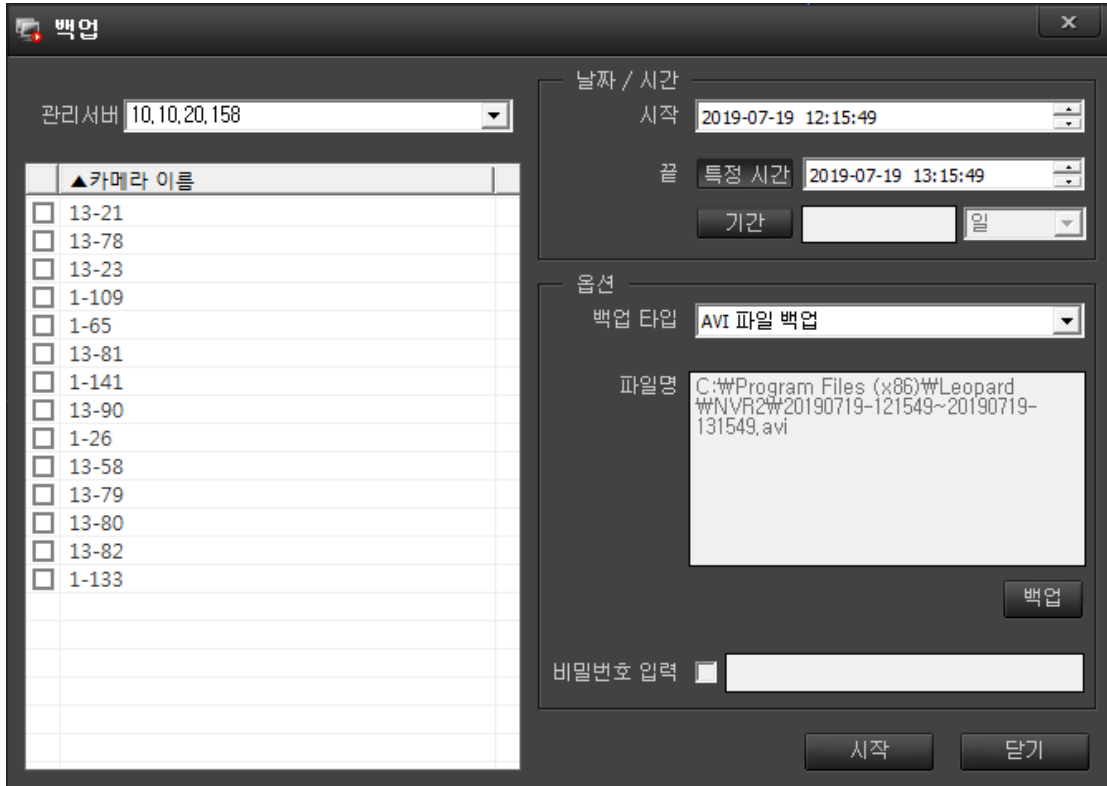 백업
관리서버 10,10,20,158
▲카메라 이름
13-21
13-78
13-23
1-109
1-65
13-81
1-141
13-90
1-26
13-58
13-79
13-80
13-82
1-133
날짜 / 시간
시작 2019-07-19 12:15:49
끝 특정 시간 2019-07-19 13:15:49
기간 일
옵션
백업 타입 AVI 파일 백업
파일명 C:₩Program Files (x86)₩Leopard
₩NVR2₩20190719-121549~20190719-
131549,avi
백업
비밀번호 입력
시작 닫기